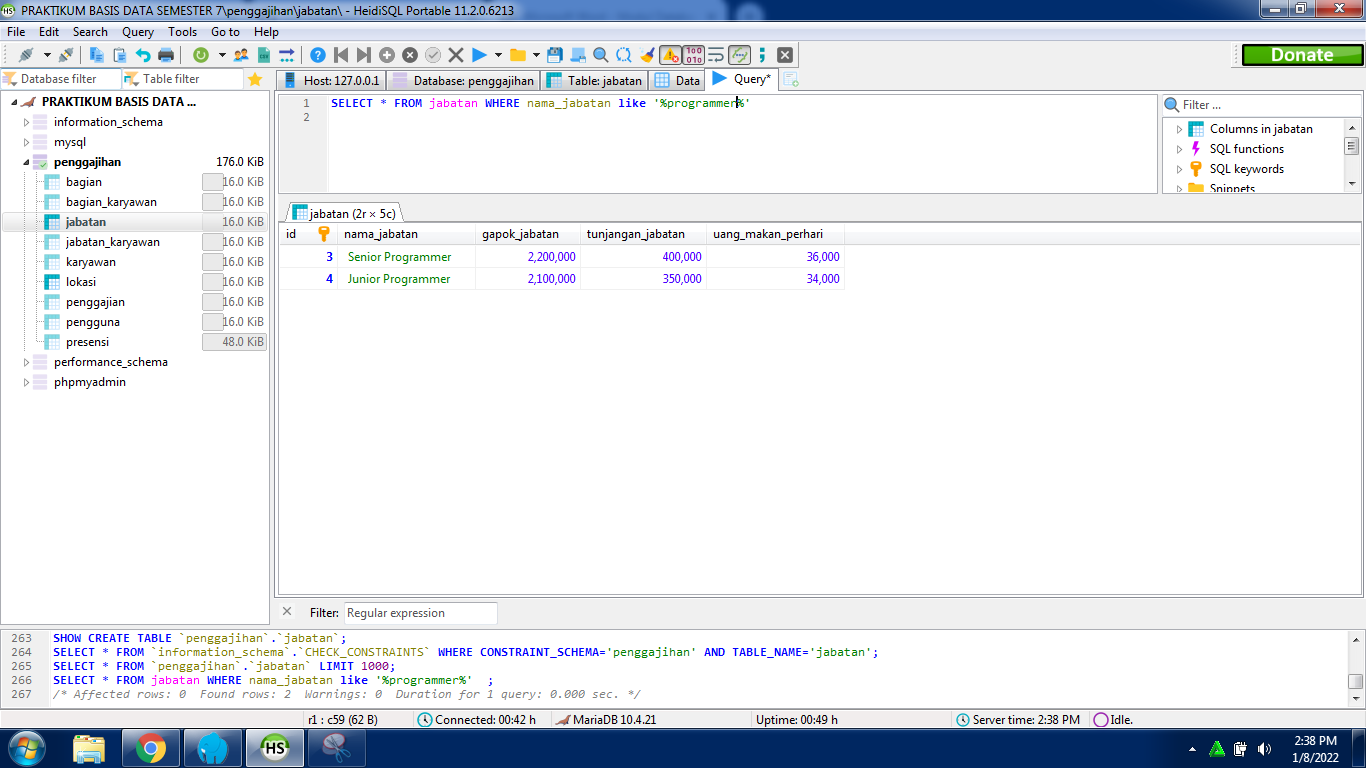 PRAKTIKUM BASIS DATA SEMESTER 7\penggajihan\jabatan\ - HeidiSQL Portable 11.2.0.6213
File Edit Search Query Tools Go to Help
Donate
Database filter Table filter
Host: 127.0.0.1 Database: penggajihan Table: jabatan Data Query*
PRAKTIKUM BASIS DATA ...
information_schema
mysql
penggajihan 176.0 KiB
bagian 16.0 KiB
bagian_karyawan 16.0 KiB
jabatan 16.0 KiB
jabatan_karyawan 16.0 KiB
karyawan 16.0 KiB
lokasi 16.0 KiB
penggajian 16.0 KiB
pengguna 16.0 KiB
presensi 48.0 KiB
performance_schema
phpmyadmin
1 SELECT * FROM jabatan WHERE nama_jabatan like '%programmer%'
2
Filter ...
Columns in jabatan
SQL functions
SQL keywords
Snippets
jabatan (2r × 5c)
id nama_jabatan gapok_jabatan tunjangan_jabatan uang_makan_perhari
3 Senior Programmer 2,200,000 400,000 36,000
4 Junior Programmer 2,100,000 350,000 34,000
Filter: Regular expression
263 SHOW CREATE TABLE `penggajihan`.`jabatan`;
264 SELECT * FROM `information_schema`.`CHECK_CONSTRAINTS` WHERE CONSTRAINT_SCHEMA='penggajihan' AND TABLE_NAME='jabatan';
265 SELECT * FROM `penggajihan`.`jabatan` LIMIT 1000;
266 SELECT * FROM jabatan WHERE nama_jabatan like '%programmer%'  ;
267 /* Affected rows: 0  Found rows: 2  Warnings: 0  Duration for 1 query: 0.000 sec. */
r1 : c59 (62 B) Connected: 00:42 h MariaDB 10.4.21 Uptime: 00:49 h Server time: 2:38 PM Idle.
HS
2:38 PM
1/8/2022